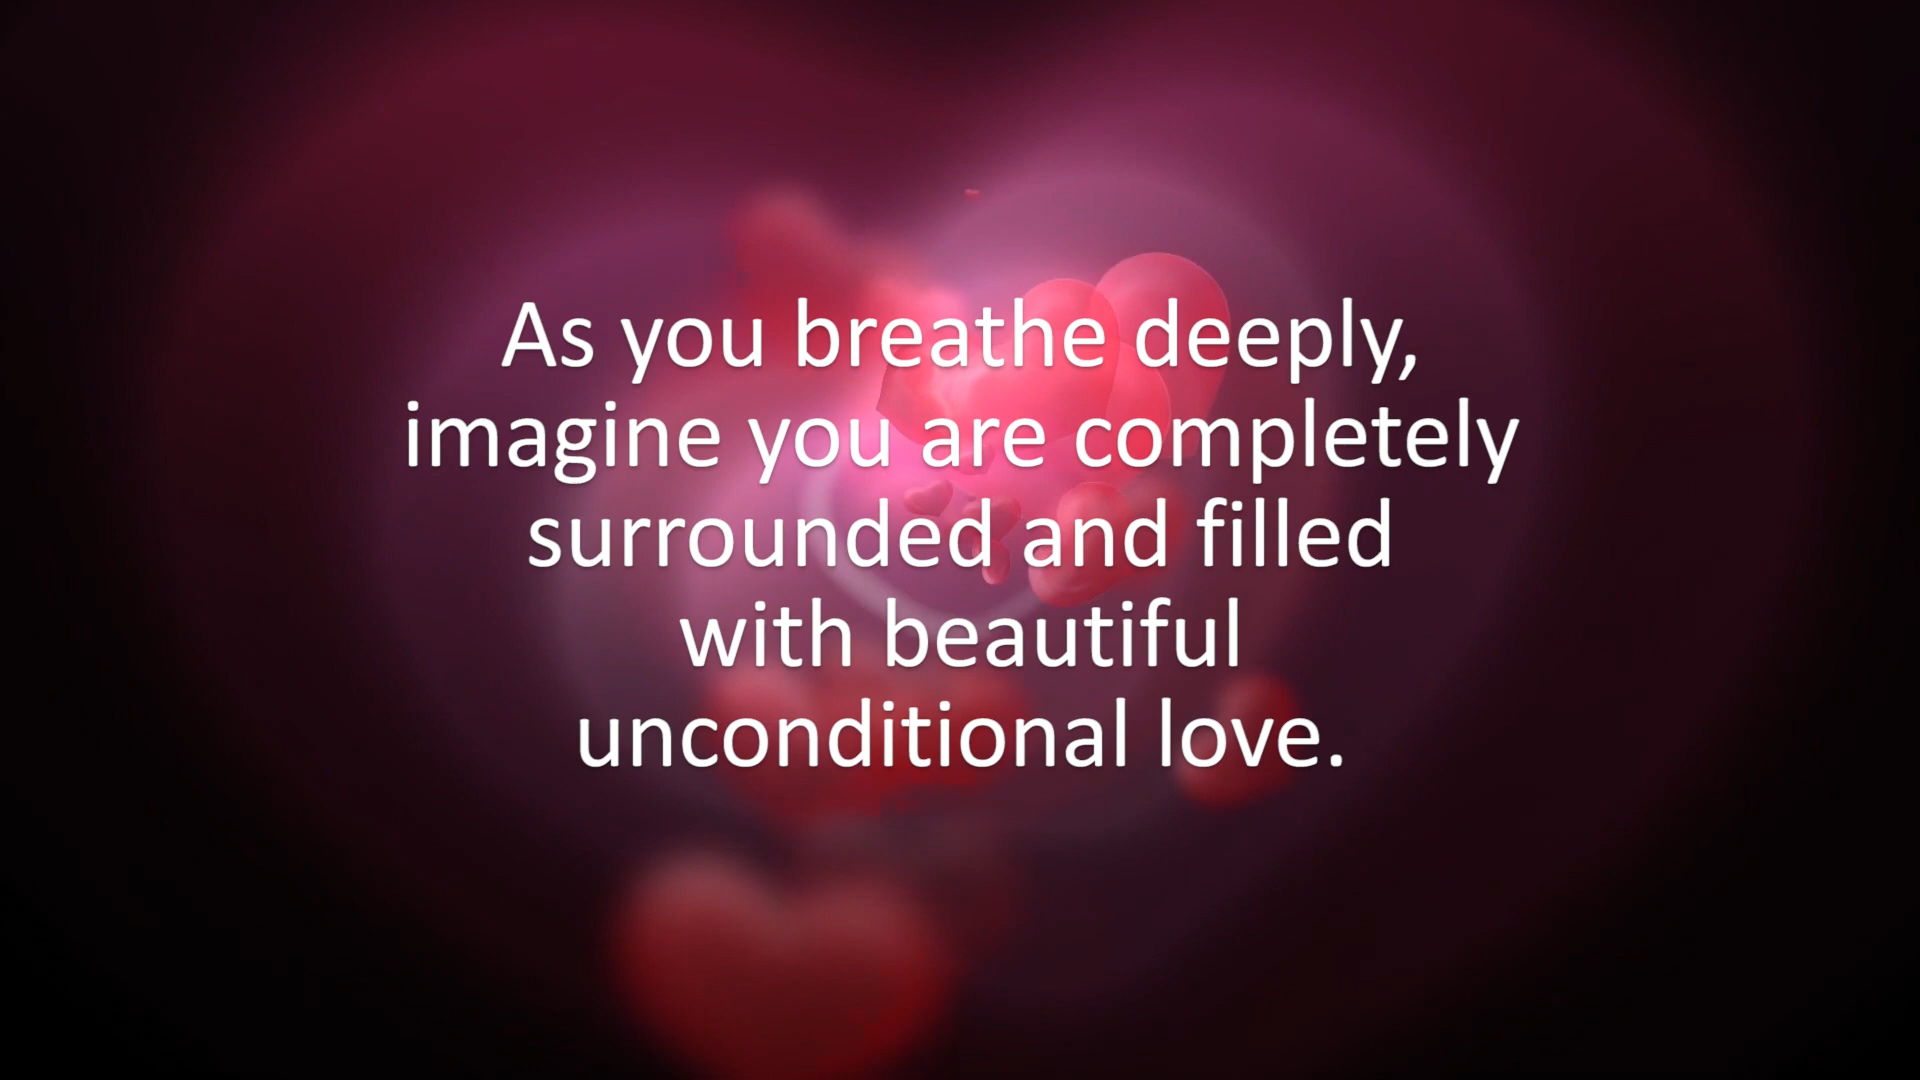 As you breathe deeply,
imagine you are completely
surrounded and filled
with beautiful
unconditional love.